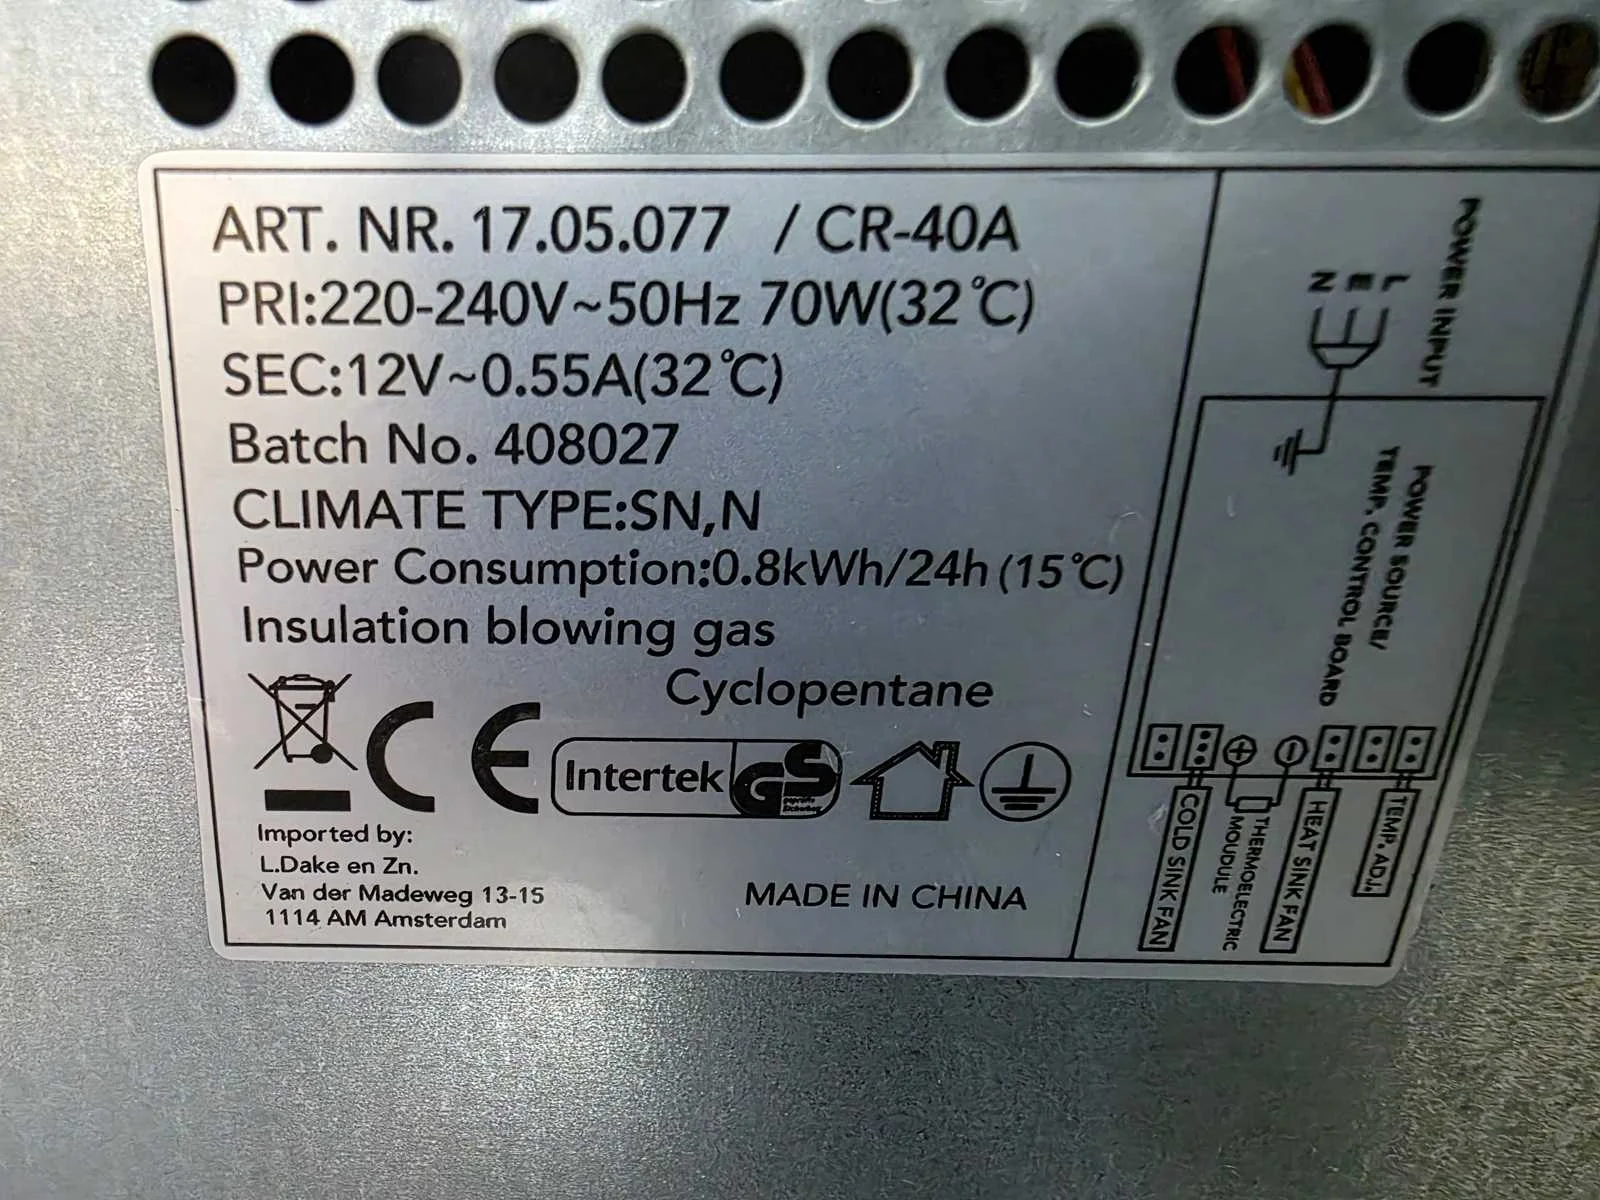 ART. NR. 17.05.077 / CR-40A
PRI:220-240V~50Hz 70W(32℃)
SEC:12V~0.55A(32℃)
Batch No. 408027
CLIMATE TYPE:SN,N
Power Consumption:0.8kWh/24h (15℃)
Insulation blowing gas
Cyclopentane
CE
Intertek
GS
Imported by:
L.Dake en Zn.
Van der Madeweg 13-15
1114 AM Amsterdam
MADE IN CHINA
POWER INPUT
L
E
N
POWER SOURCE/
TEMP. CONTROL BOARD
TEMP. ADJ.
HEAT SINK FAN
THERMOELECTRIC
MOUDULE
COLD SINK FAN